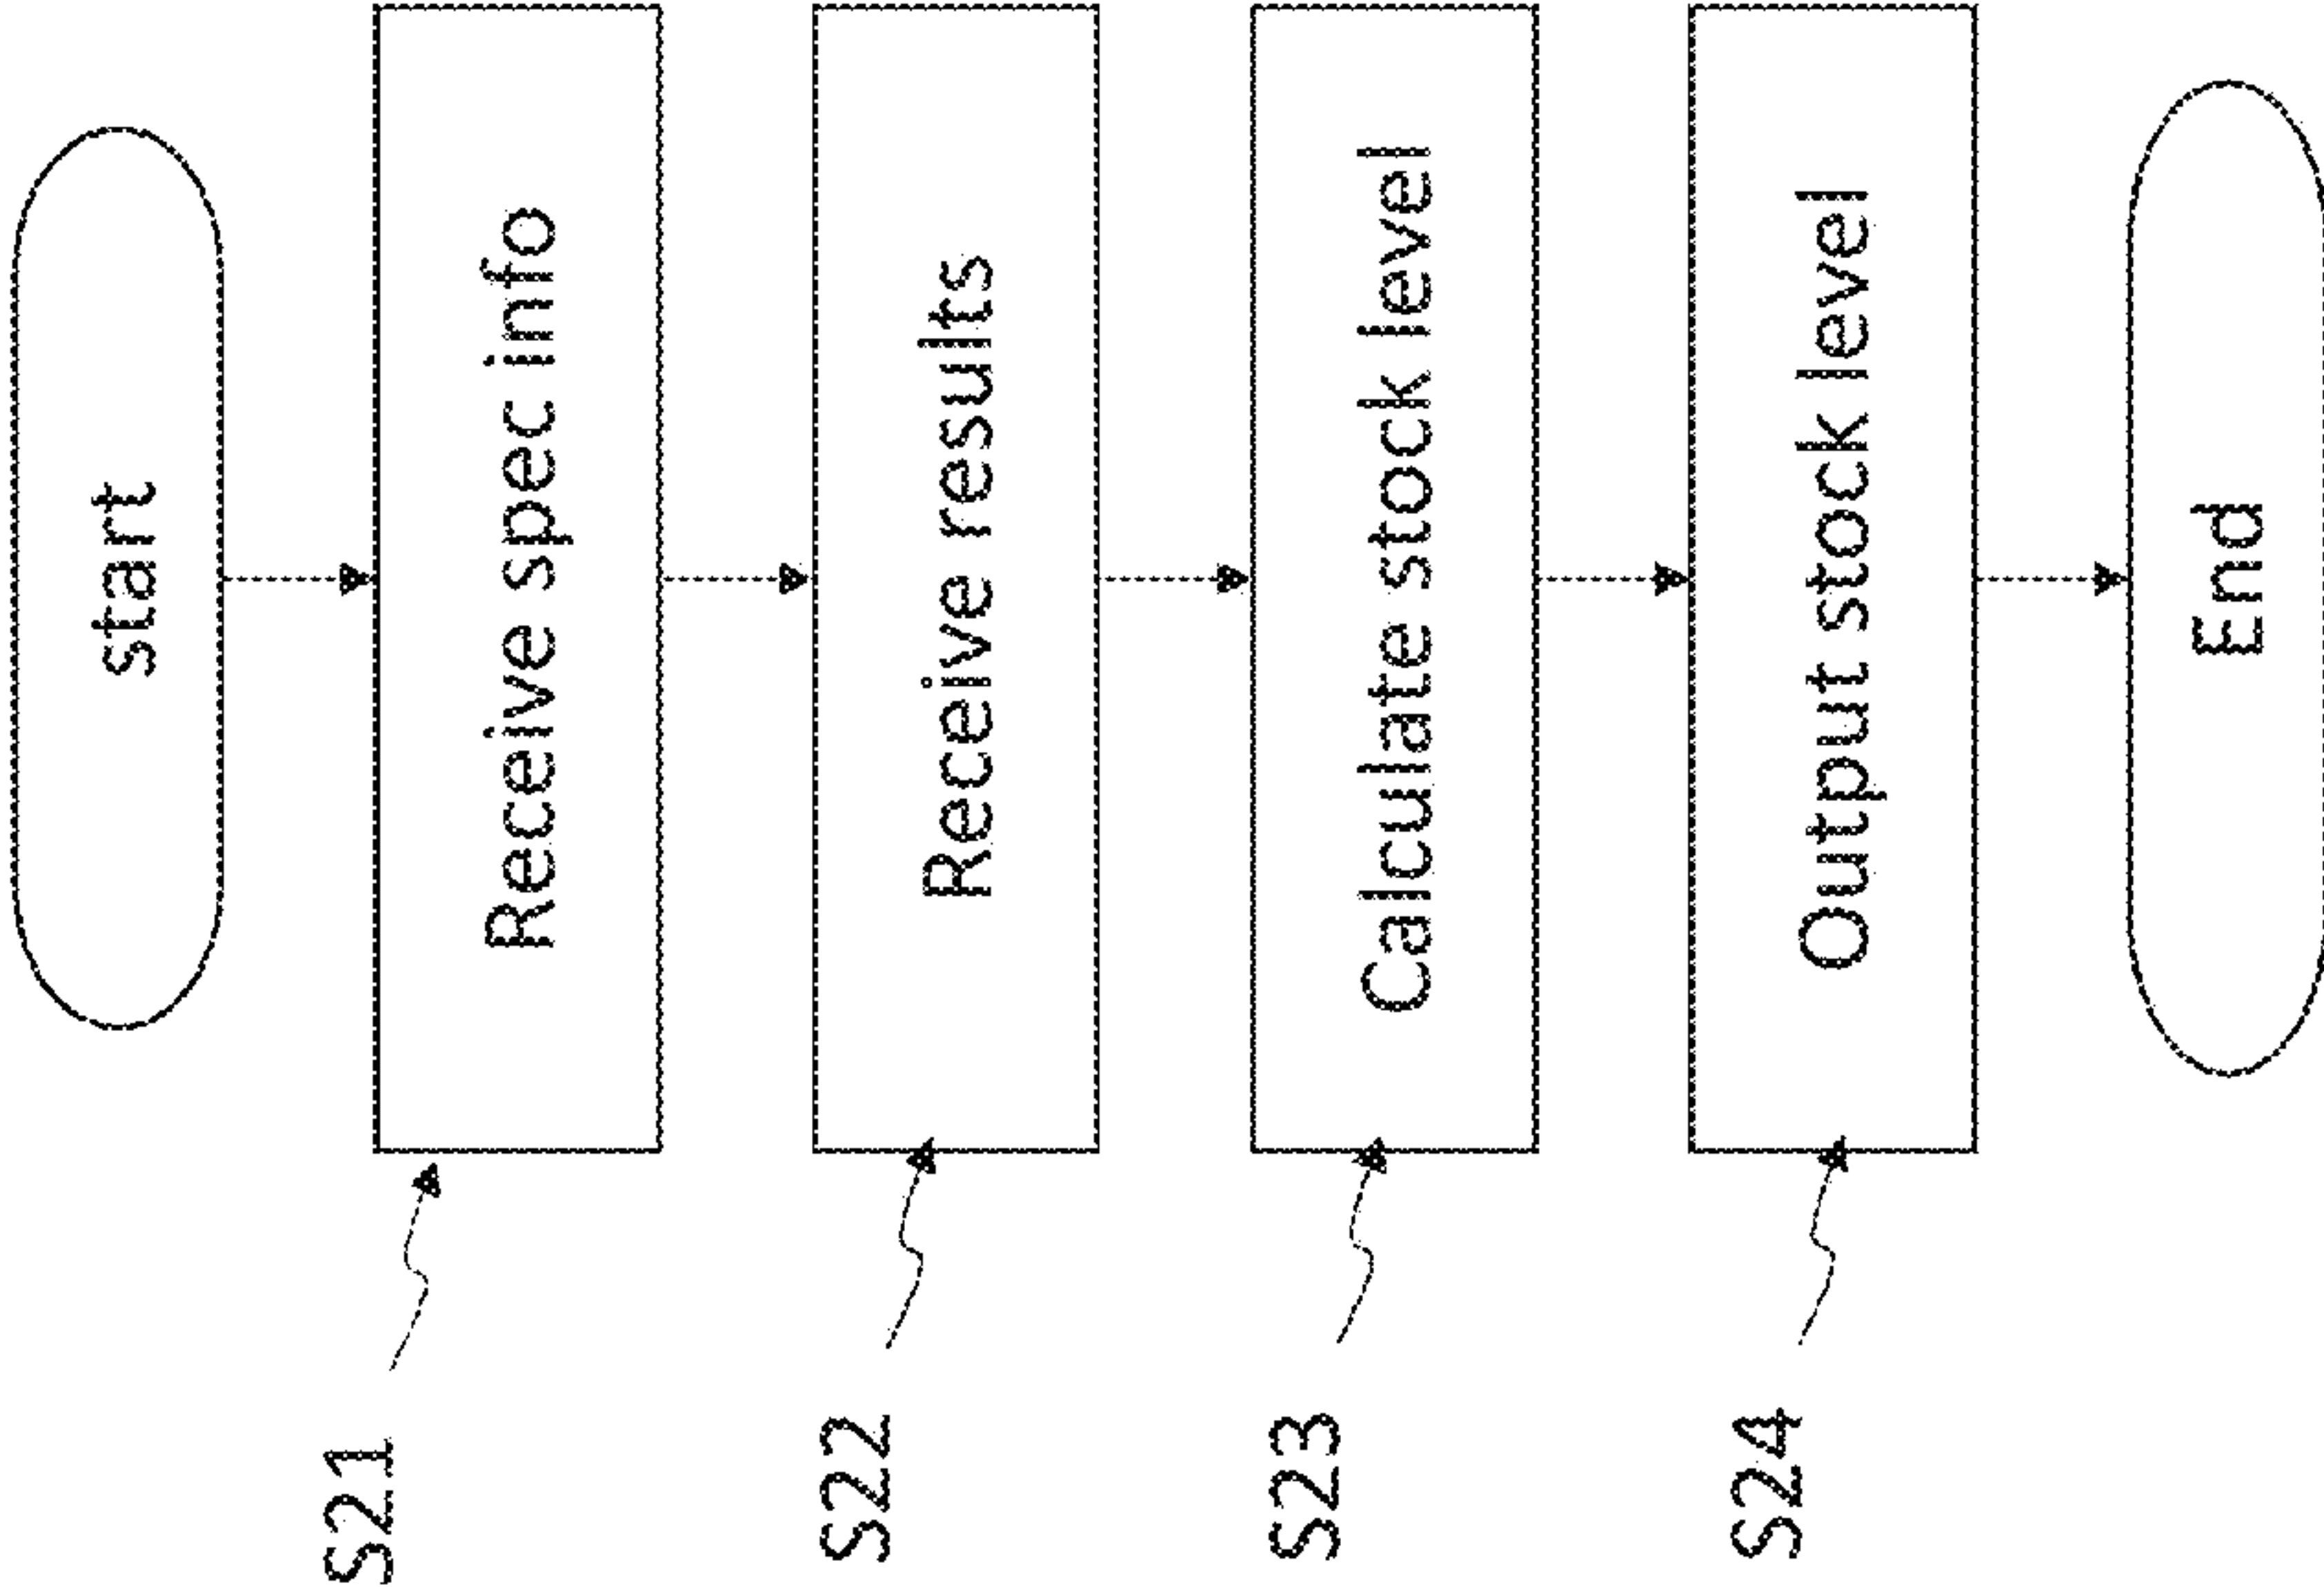 start
S21
Receive spec info
S22
Receive results
S23
Calculate stock level
S24
Output stock level
End